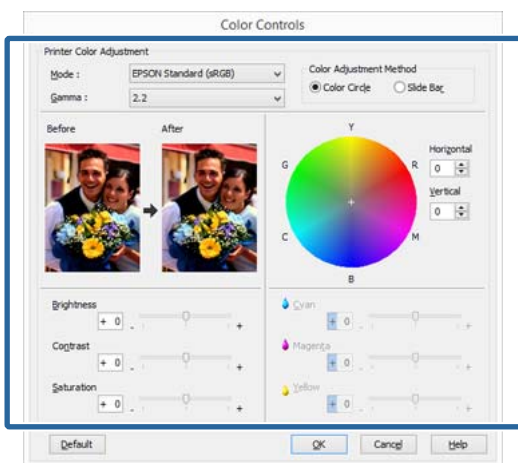 Color Controls
Printer Color Adjustment
Mode : EPSON Standard (sRGB)
Gamma : 2.2
Color Adjustment Method
Color Circle Slide Bar
Before After
Y
G R
C M
B
Horizontal
0
Vertical
0
Brightness
+ 0 - +
Contrast
+ 0 - +
Saturation
+ 0 - +
Cyan
+ 0 - +
Magenta
+ 0 - +
Yellow
+ 0 - +
Default OK Cancel Help